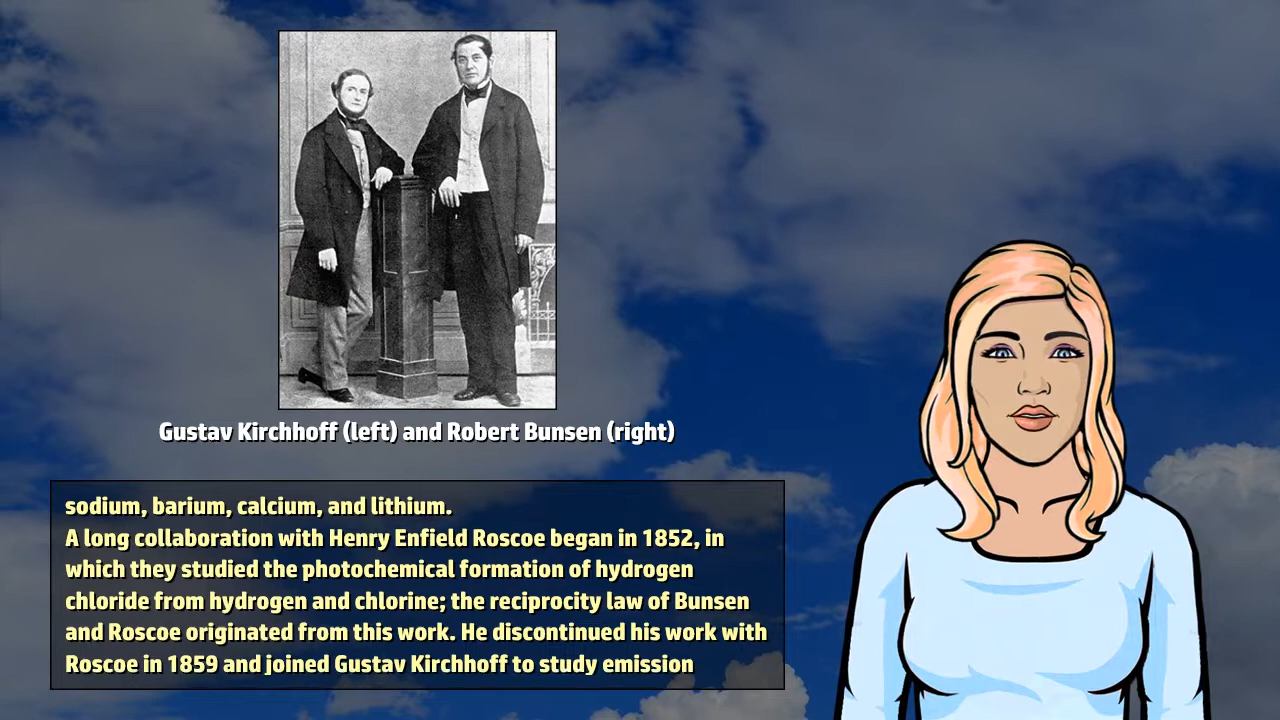 Gustav Kirchhoff (left) and Robert Bunsen (right)
sodium, barium, calcium, and lithium.
A long collaboration with Henry Enfield Roscoe began in 1852, in
which they studied the photochemical formation of hydrogen
chloride from hydrogen and chlorine; the reciprocity law of Bunsen
and Roscoe originated from this work. He discontinued his work with
Roscoe in 1859 and joined Gustav Kirchhoff to study emission